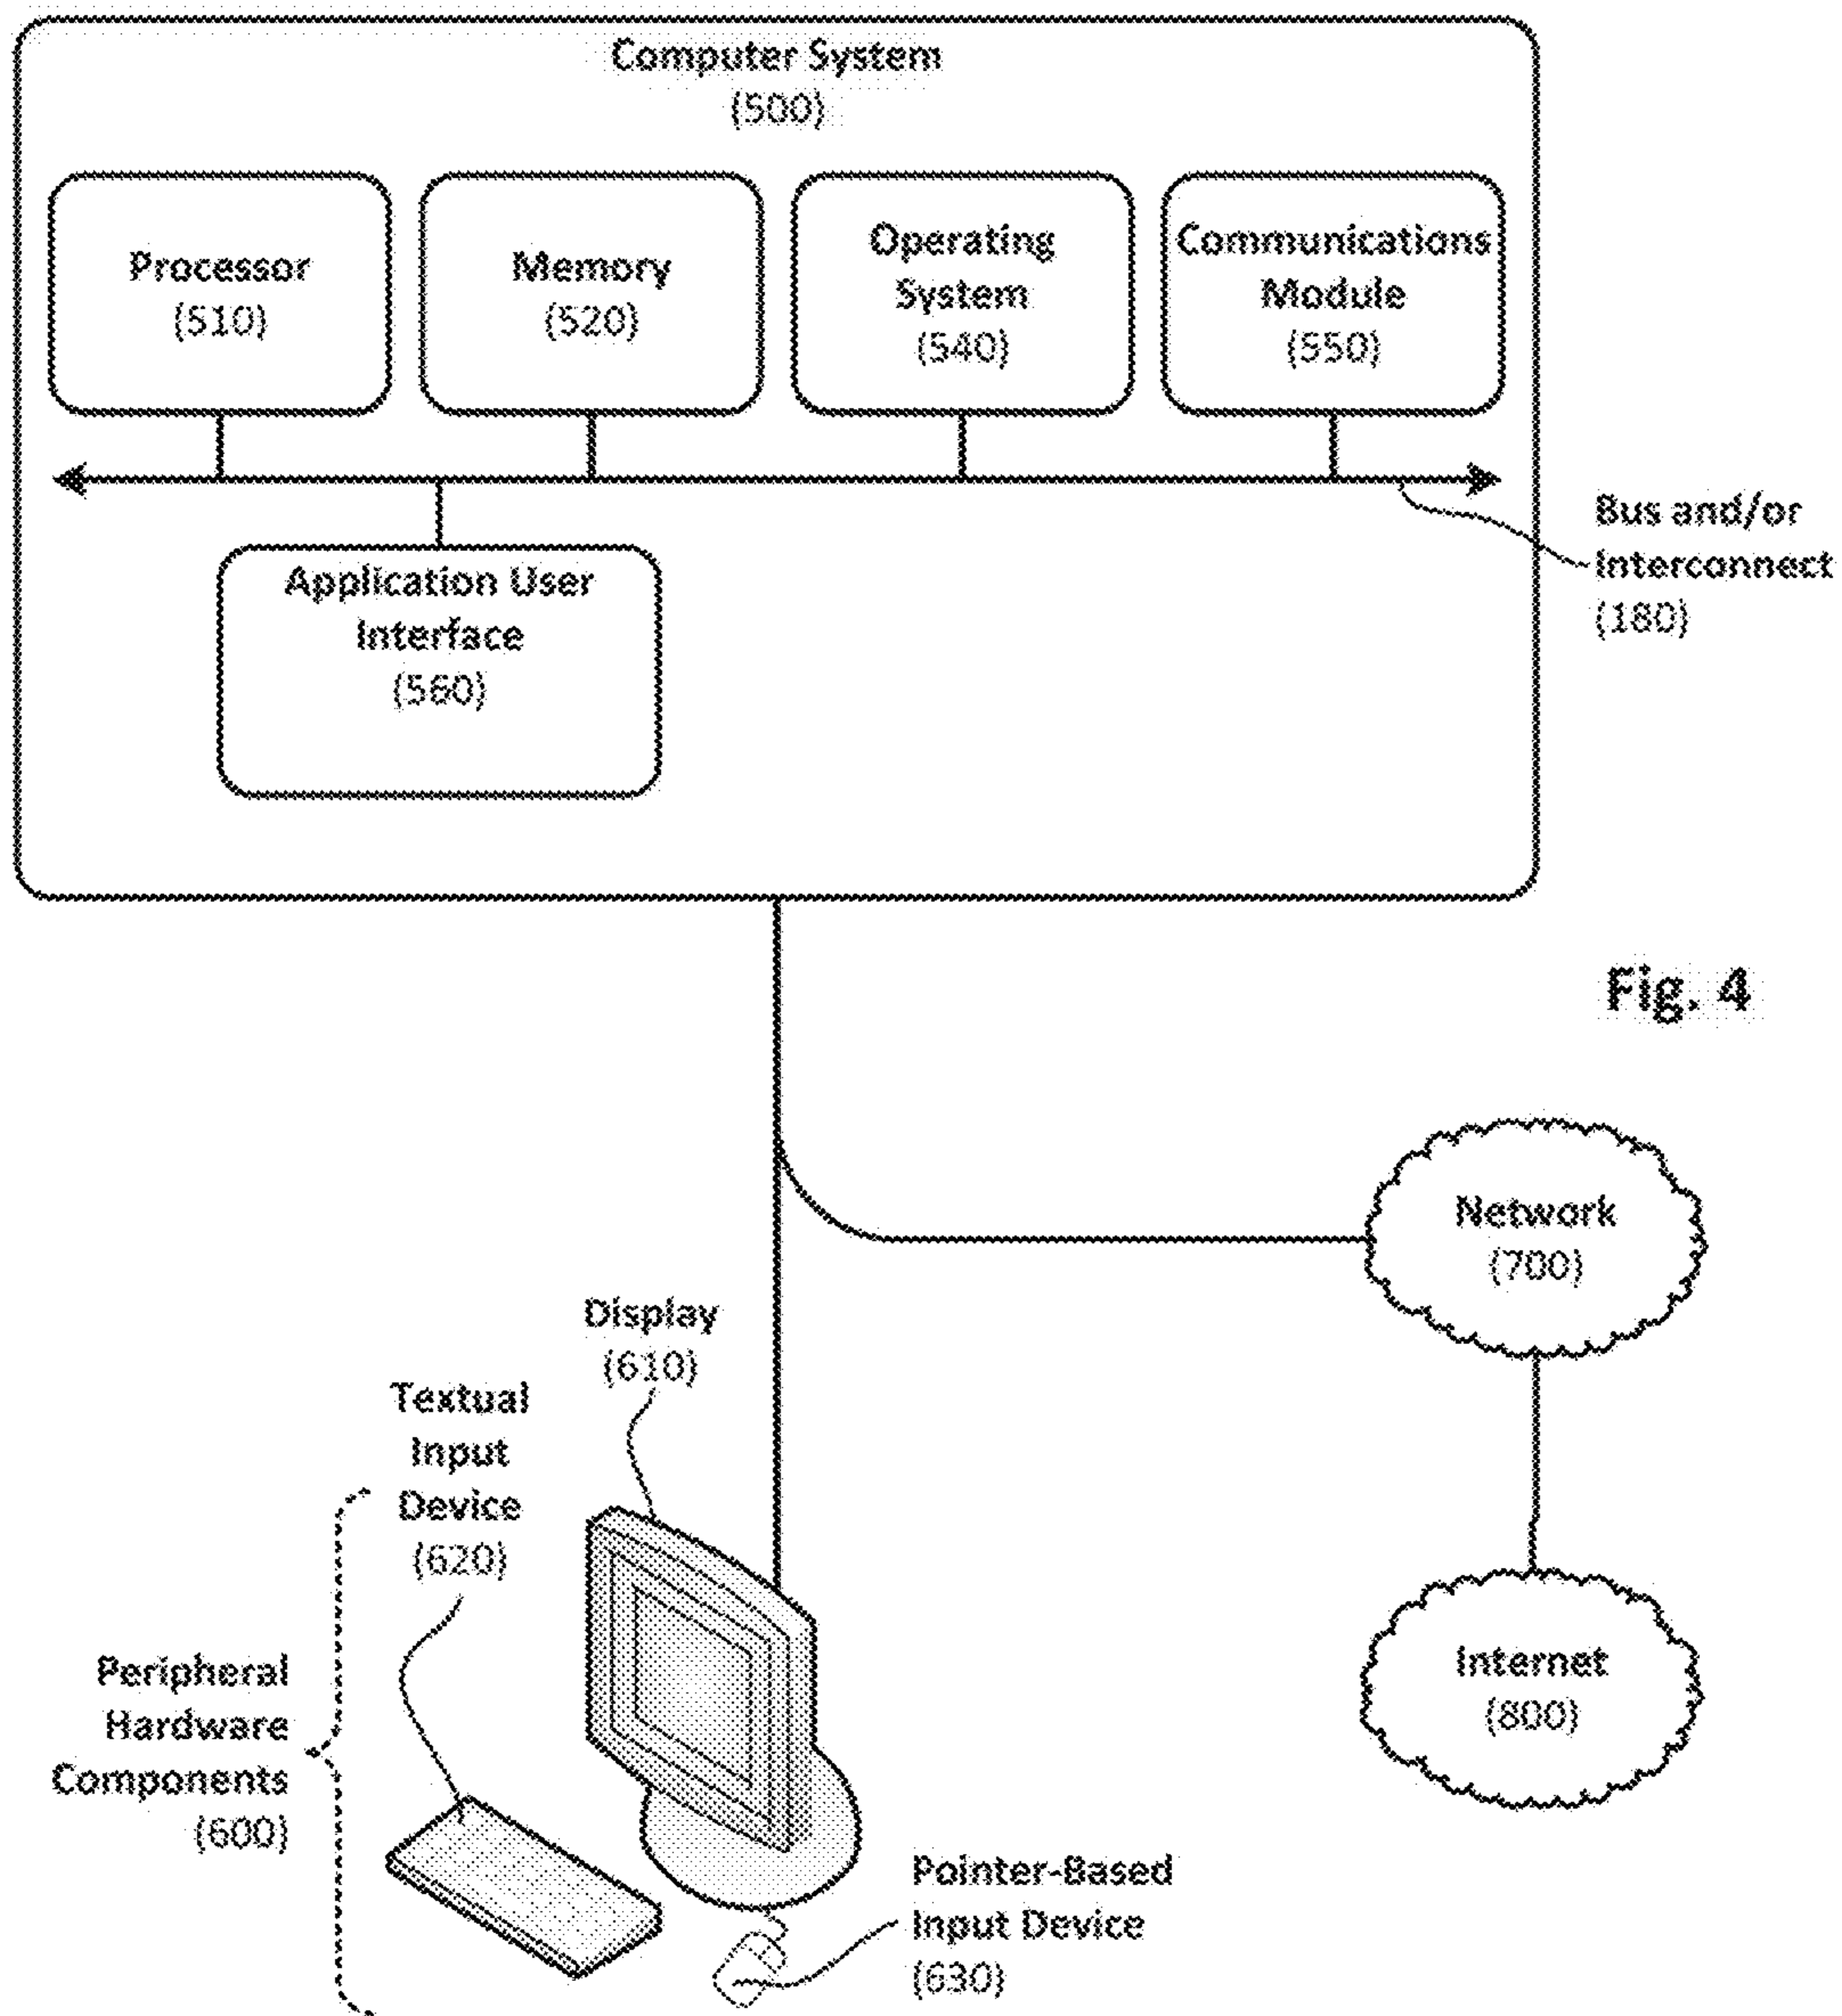 Computer System
(500)
Processor
(510)
Memory
(520)
Operating
System
(540)
Communications
Module
(550)
Bus and/or
Interconnect
(180)
Application User
Interface
(560)
Fig. 4
Network
(700)
Display
(610)
Textual
Input
Device
(620)
Internet
(800)
Peripheral
Hardware
Components
(600)
Pointer-Based
Input Device
(630)